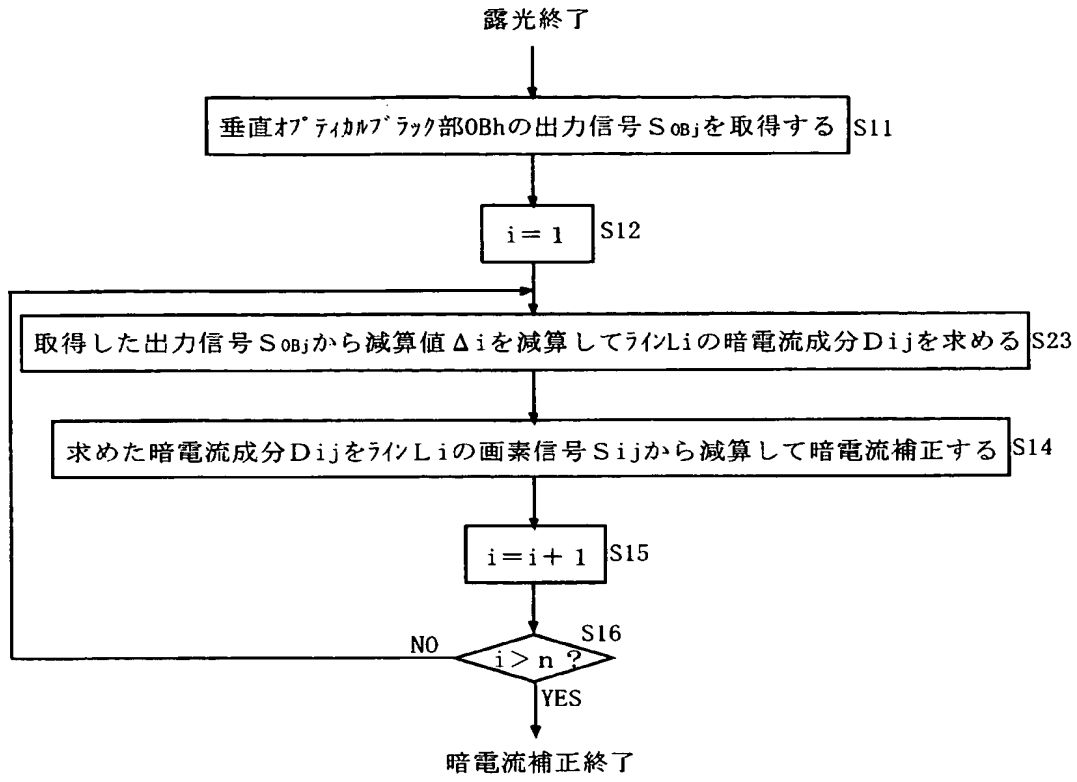 露光終了
垂直ｵﾌﾟﾃｨｶﾙﾌﾞﾗｯｸ部OBhの出力信号SOBjを取得する S11
i=1 S12
取得した出力信号SOBjから減算値Δiを減算してﾗｲﾝLiの暗電流成分Dijを求める S23
求めた暗電流成分DijをﾗｲﾝLiの画素信号Sijから減算して暗電流補正する S14
i=i+1 S15
S16
NO
i>n?
YES
暗電流補正終了